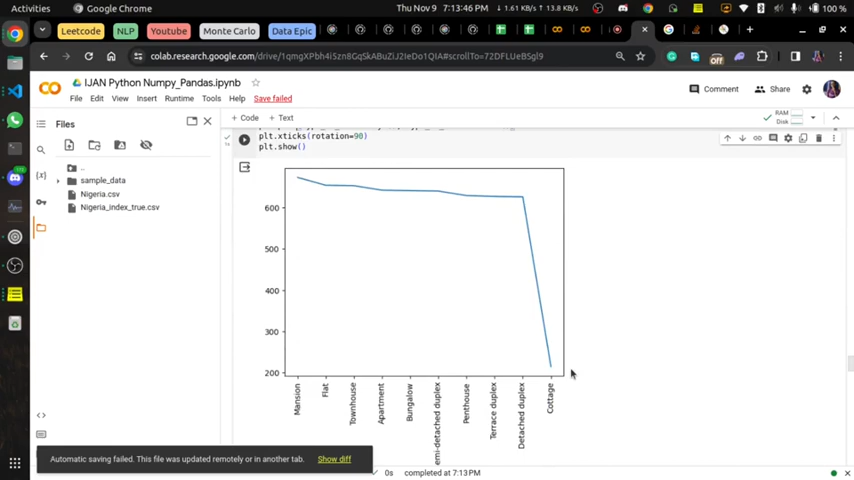 Activities
Google Chrome
Thu Nov 9 7:13:46 PM
↓ 1.61 KB/s ↑ 13.8 KB/s
100 %
Leetcode
NLP
Youtube
Monte Carlo
Data Epic
colab.research.google.com/drive/1qmgXPbh4iSzn8GqSkABuZiJ2IeDo1QIA#scrollTo=72DFLUeBSgl9
Off
IJAN Python Numpy_Pandas.ipynb
File Edit View Insert Runtime Tools Help Save failed
Comment
Share
Files
+ Code + Text
RAM
Disk
..
sample_data
Nigeria.csv
Nigeria_index_true.csv
plt.xticks(rotation=90)
plt.show()
600
500
400
300
200
Mansion
Flat
Townhouse
Apartment
Bungalow
emi-detached duplex
Penthouse
Terrace duplex
Detached duplex
Cottage
Automatic saving failed. This file was updated remotely or in another tab. Show diff
0s completed at 7:13 PM